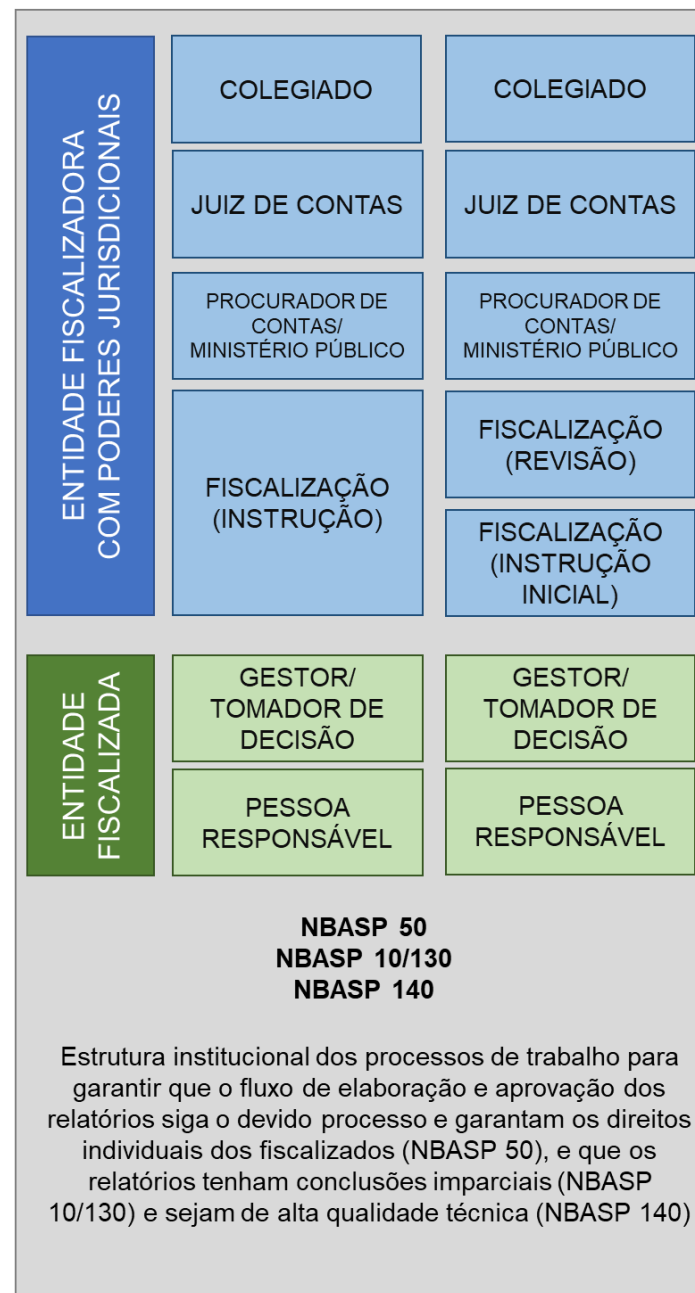 ENTIDADE FISCALIZADORA
COM PODERES JURISDICIONAIS
COLEGIADO
COLEGIADO
JUIZ DE CONTAS
JUIZ DE CONTAS
PROCURADOR DE
CONTAS/
MINISTÉRIO PÚBLICO
PROCURADOR DE
CONTAS/
MINISTÉRIO PÚBLICO
FISCALIZAÇÃO
(INSTRUÇÃO)
FISCALIZAÇÃO
(REVISÃO)
FISCALIZAÇÃO
(INSTRUÇÃO
INICIAL)
ENTIDADE
FISCALIZADA
GESTOR/
TOMADOR DE
DECISÃO
GESTOR/
TOMADOR DE
DECISÃO
PESSOA
RESPONSÁVEL
PESSOA
RESPONSÁVEL
NBASP 50
NBASP 10/130
NBASP 140
Estrutura institucional dos processos de trabalho para
garantir que o fluxo de elaboração e aprovação dos
relatórios siga o devido processo e garantam os direitos
individuais dos fiscalizados (NBASP 50), e que os
relatórios tenham conclusões imparciais (NBASP
10/130) e sejam de alta qualidade técnica (NBASP 140)